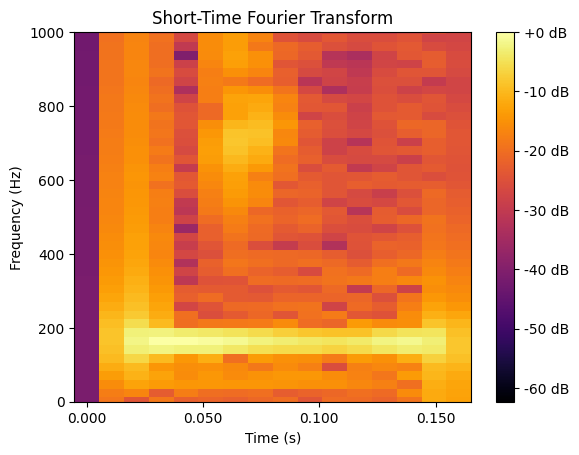 Short-Time Fourier Transform
1000
800
600
400
200
0
Frequency (Hz)
0.000
0.050
0.100
0.150
Time (s)
+0 dB
-10 dB
-20 dB
-30 dB
-40 dB
-50 dB
-60 dB